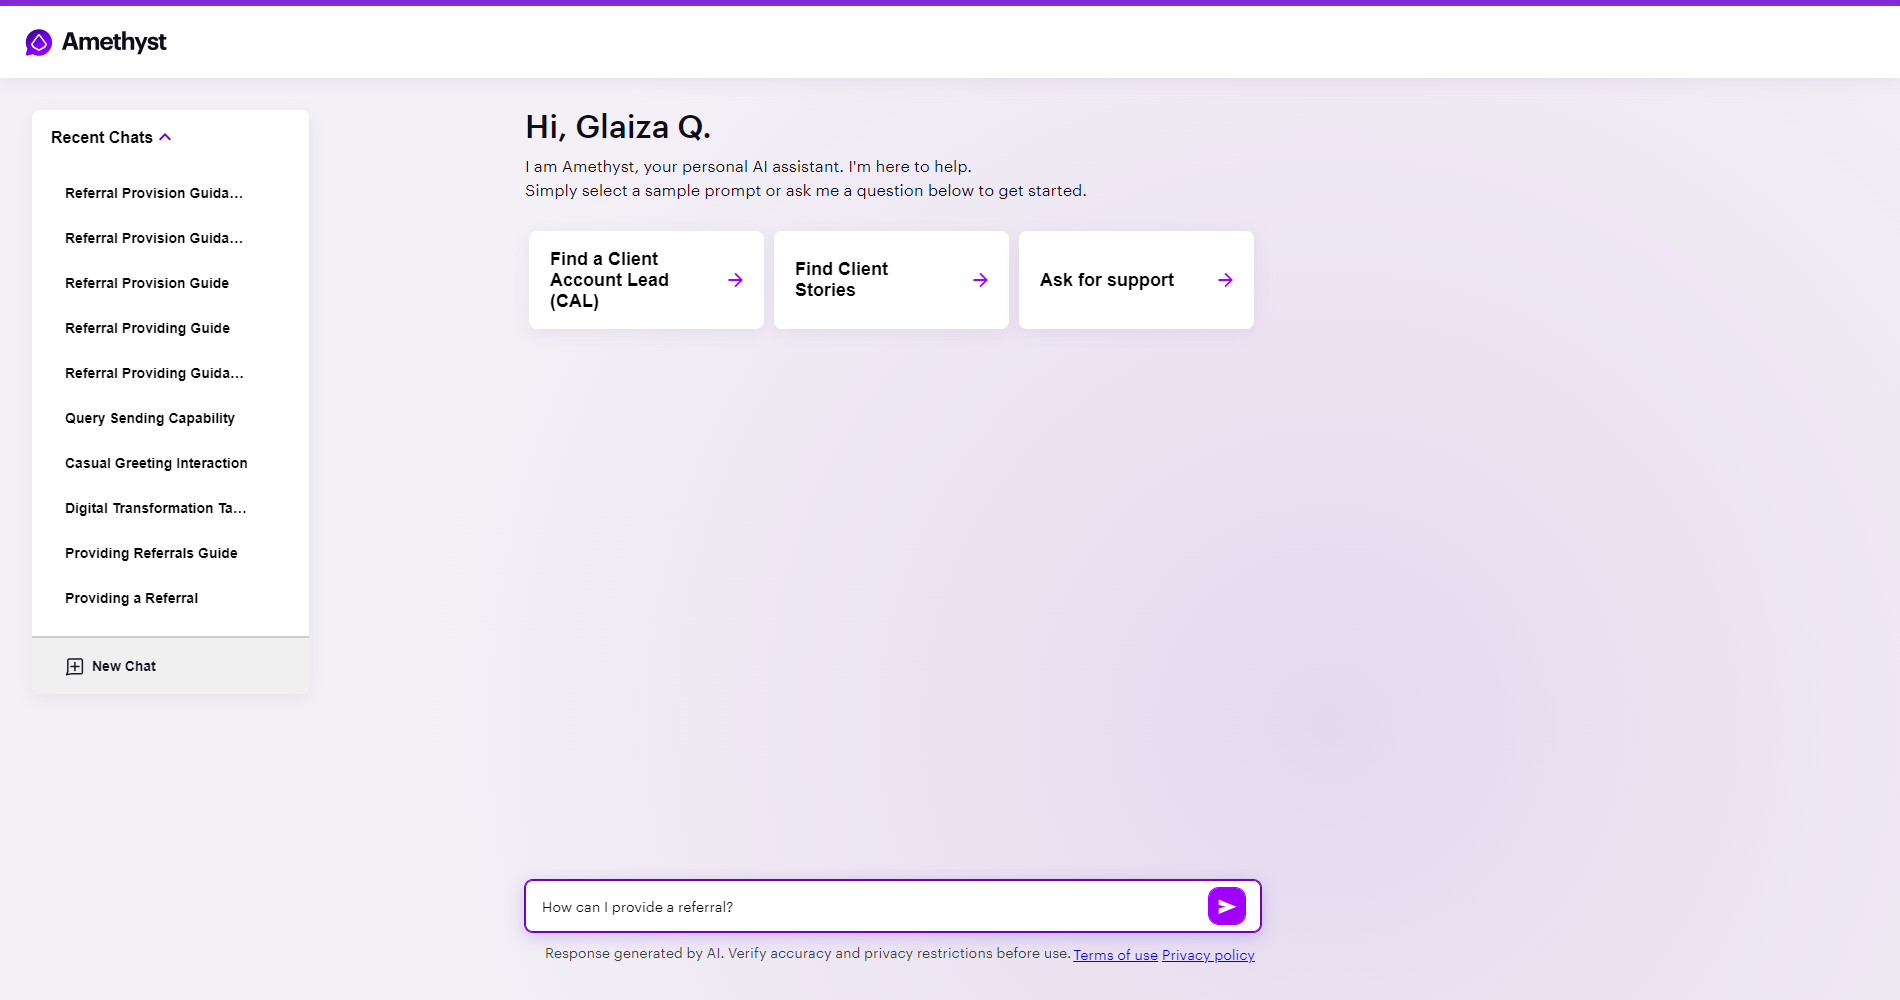 Amethyst
Recent Chats
Referral Provision Guida...
Referral Provision Guida...
Referral Provision Guide
Referral Providing Guide
Referral Providing Guida...
Query Sending Capability
Casual Greeting Interaction
Digital Transformation Ta...
Providing Referrals Guide
Providing a Referral
New Chat
Hi, Glaiza Q.
I am Amethyst, your personal AI assistant. I'm here to help.
Simply select a sample prompt or ask me a question below to get started.
Find a Client
Account Lead
(CAL)
Find Client
Stories
Ask for support
How can I provide a referral?
Response generated by AI. Verify accuracy and privacy restrictions before use. Terms of use Privacy policy